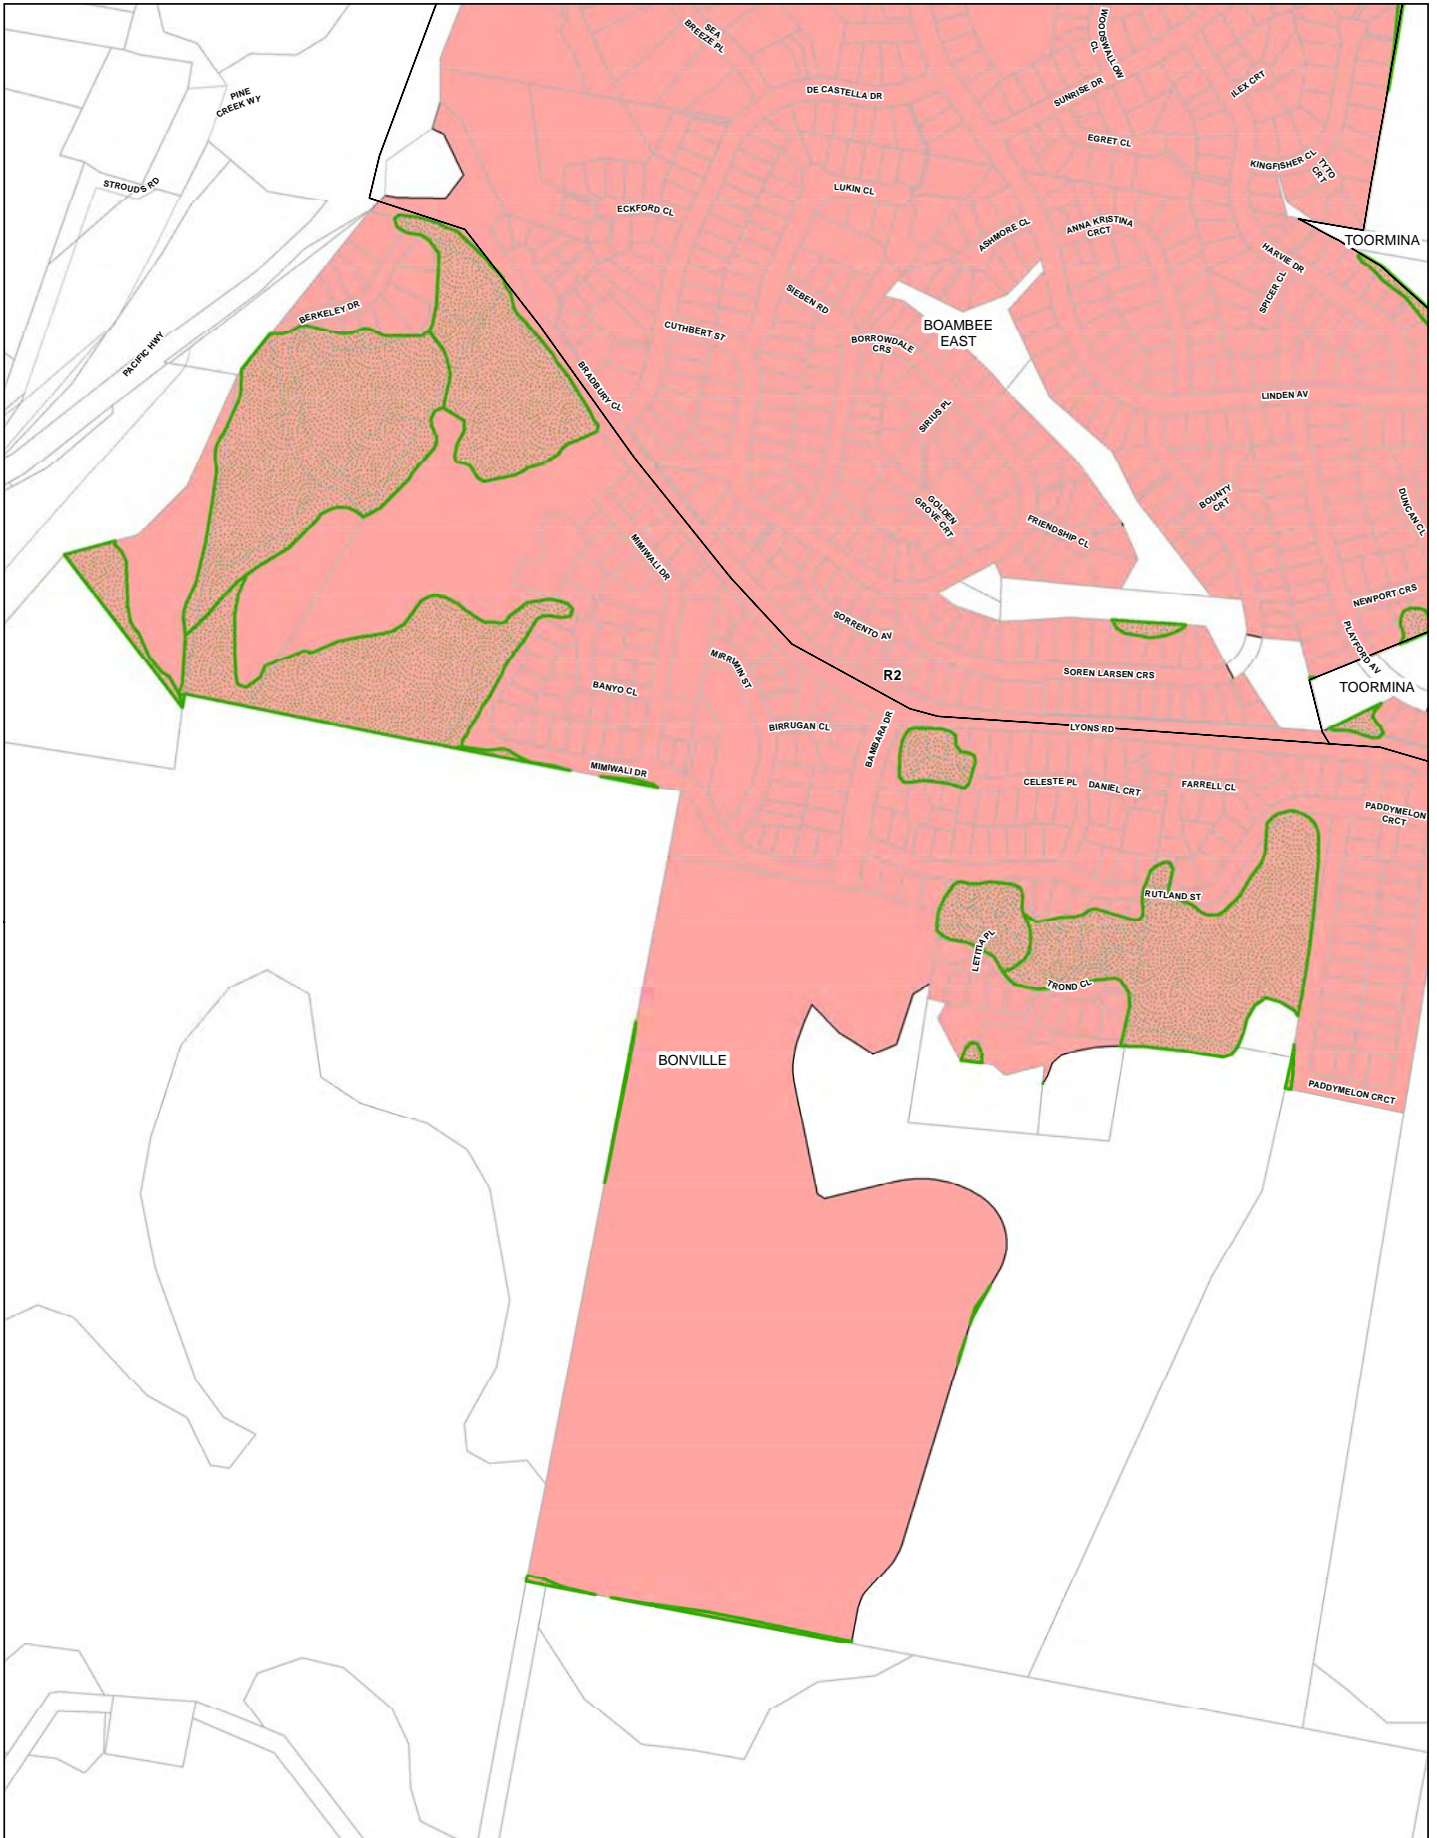 SEA
BREEZE PL
WOODSWALLOW
CL
PINE
CREEK WY
DE CASTELLA DR
SUNRISE DR
ILEX CRT
EGRET CL
KINGFISHER CL
TYTO
CRT
STROUDS RD
LUKIN CL
ECKFORD CL
ASHMORE CL
ANNA KRISTINA
CRCT
TOORMINA
HARVIE DR
SPICER CL
SIEBEN RD
BERKELEY DR
BOAMBEE
EAST
CUTHBERT ST
BORROWDALE
CRS
PACIFIC HWY
BRADBURY CL
LINDEN AV
SIRIUS PL
BOUNTY
CRT
DUNCAN CL
GOLDEN
GROVE CRT
FRIENDSHIP CL
MIMIWALI DR
NEWPORT CRS
SORRENTO AV
PLAYFORD AV
MIRRIMIN ST
R2
SOREN LARSEN CRS
TOORMINA
BANYO CL
BIRRUGAN CL
BAMBARA DR
LYONS RD
MIMIWALI DR
CELESTE PL
DANIEL CRT
FARRELL CL
PADDYMELON
CRCT
RUTLAND ST
LETITIA PL
TROND CL
BONVILLE
PADDYMELON CRCT